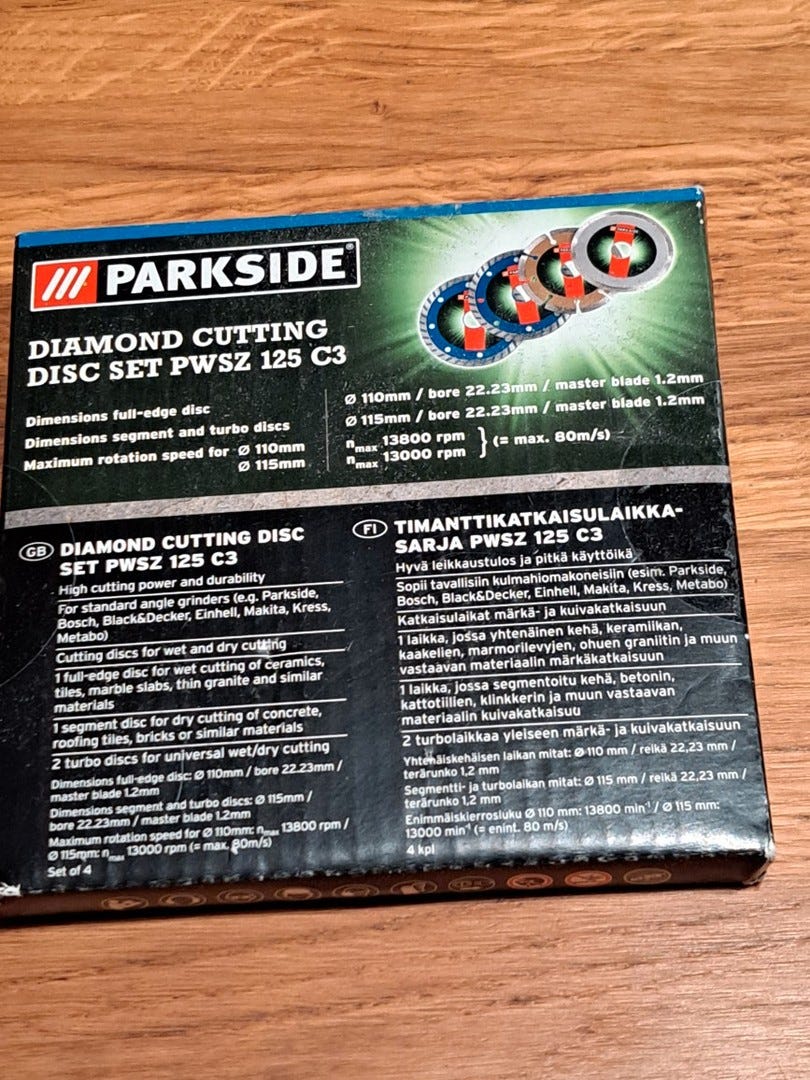 PARKSIDE®
DIAMOND CUTTING
DISC SET PWSZ 125 C3
Dimensions full-edge disc
Ø 110mm / bore 22.23mm / master blade 1.2mm
Dimensions segment and turbo discs
Ø 115mm / bore 22.23mm / master blade 1.2mm
Maximum rotation speed for Ø 110mm
nmax 13800 rpm
Ø 115mm
nmax 13000 rpm
(= max. 80m/s)
GB DIAMOND CUTTING DISC
SET PWSZ 125 C3
High cutting power and durability
For standard angle grinders (e.g. Parkside,
Bosch, Black&Decker, Einhell, Makita, Kress,
Metabo)
Cutting discs for wet and dry cutting
1 full-edge disc for wet cutting of ceramics,
tiles, marble slabs, thin granite and similar
materials
1 segment disc for dry cutting of concrete,
roofing tiles, bricks or similar materials
2 turbo discs for universal wet/dry cutting
Dimensions full-edge disc: Ø 110mm / bore 22.23mm /
master blade 1.2mm
Dimensions segment and turbo discs: Ø 115mm /
bore 22.23mm / master blade 1.2mm
Maximum rotation speed for Ø 110mm: nmax 13800 rpm /
Ø 115mm: nmax 13000 rpm (= max. 80m/s)
Set of 4
FI TIMANTTIKATKAISULAIKKA-
SARJA PWSZ 125 C3
Hyvä leikkaustulos ja pitkä käyttöikä
Sopii tavallisiin kulmahiomakoneisiin (esim. Parkside,
Bosch, Black&Decker, Einhell, Makita, Kress, Metabo)
Katkaisulaikat märkä- ja kuivakatkaisuun
1 laikka, jossa yhtenäinen kehä, keramiikan,
kaakelien, marmorilevyjen, ohuen graniitin ja muun
vastaavan materiaalin märkäkatkaisuun
1 laikka, jossa segmentoitu kehä, betonin,
kattotiilien, klinkkerin ja muun vastaavan
materiaalin kuivakatkaisuu
2 turbolaikkaa yleiseen märkä- ja kuivakatkaisuun
Yhtenäiskehäisen laikan mitat: Ø 110 mm / reikä 22,23 mm /
terärunko 1,2 mm
Segmentti- ja turbolaikan mitat: Ø 115 mm / reikä 22,23 mm /
terärunko 1,2 mm
Enimmäiskierrosluku Ø 110 mm: 13800 min⁻¹ / Ø 115 mm:
13000 min⁻¹ (= enint. 80 m/s)
4 kpl